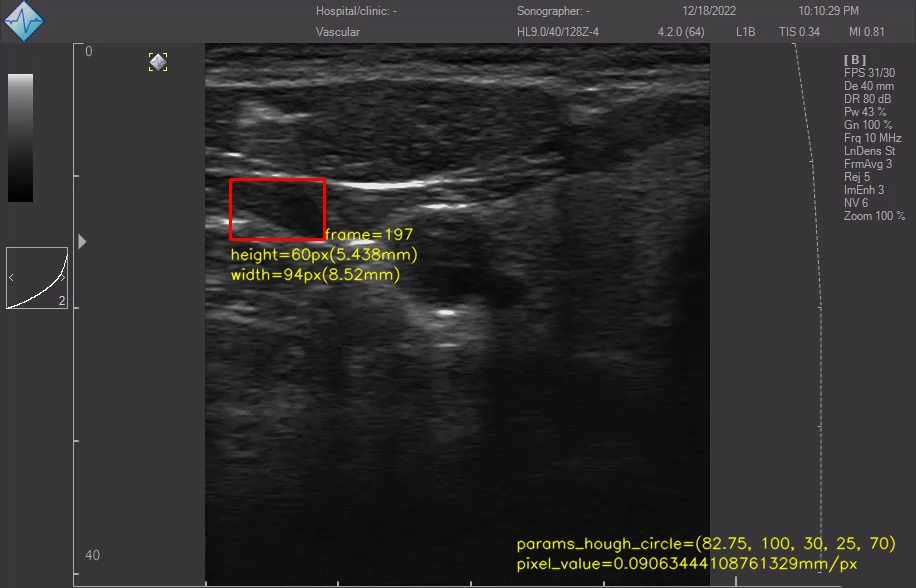 Hospital/clinic: - Sonographer: - 12/18/2022 10:10:29 PM
Vascular HL9.0/40/128Z-4 4.2.0 (64) L1B TIS 0.34 MI 0.81
0
[ B ]
FPS 31/30
De 40 mm
DR 80 dB
Pw 43 %
Gn 100 %
Frq 10 MHz
LnDens St
FrmAvg 3
Rej 5
ImEnh 3
NV 6
Zoom 100 %
frame=197
height=60px(5.438mm)
width=94px(8.52mm)
2
40
params_hough_circle=(82.75, 100, 30, 25, 70)
pixel_value=0.09063444108761329mm/px